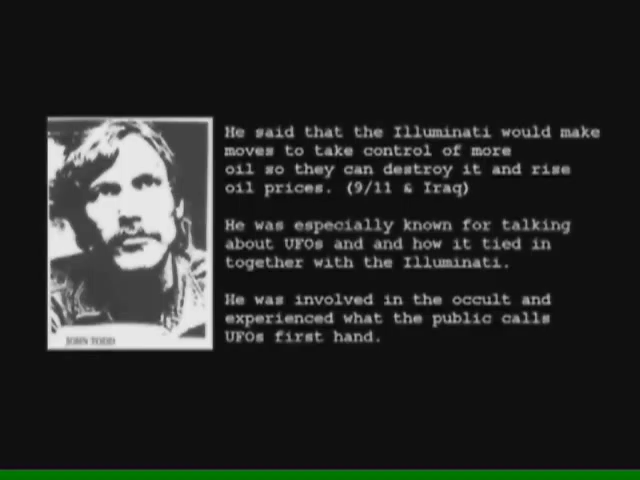 He said that the Illuminati would make
moves to take control of more
oil so they can destroy it and rise
oil prices. (9/11 & Iraq)
He was especially known for talking
about UFOs and and how it tied in
together with the Illuminati.
He was involved in the occult and
experienced what the public calls
UFOs first hand.
JOHN TODD